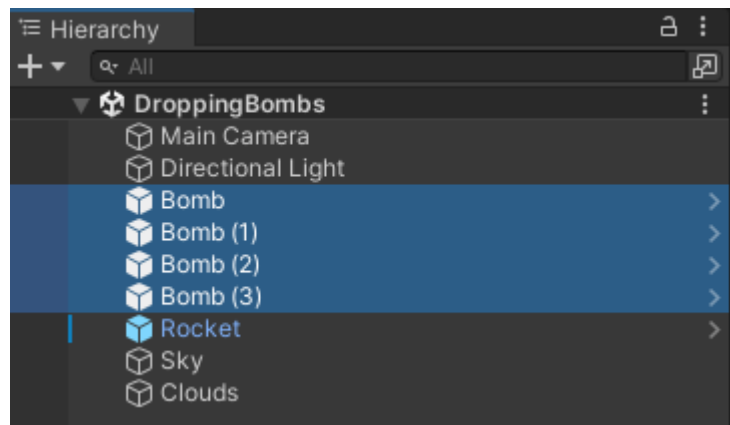 Hierarchy
All
DroppingBombs
Main Camera
Directional Light
Bomb
Bomb (1)
Bomb (2)
Bomb (3)
Rocket
Sky
Clouds